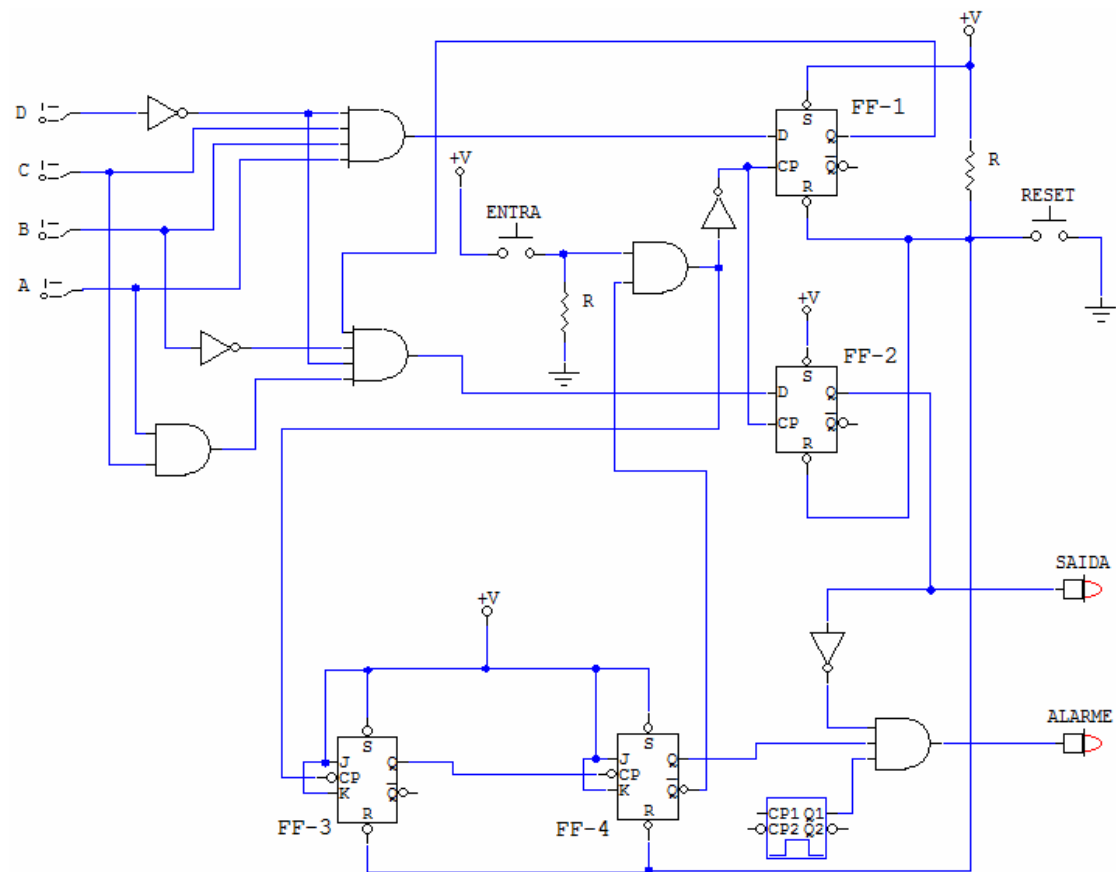 +V
D
S
FF-1
D
Q
C
+V
CP
Q
R
R
ENTRA
RESET
B
A
R
+V
FF-2
S
D
Q
CP
Q
R
SAIDA
+V
ALARME
S
S
J
Q
J
Q
CP
CP
K
Q
K
Q
R
R
FF-3
FF-4
CP1 Q1
CP2 Q2